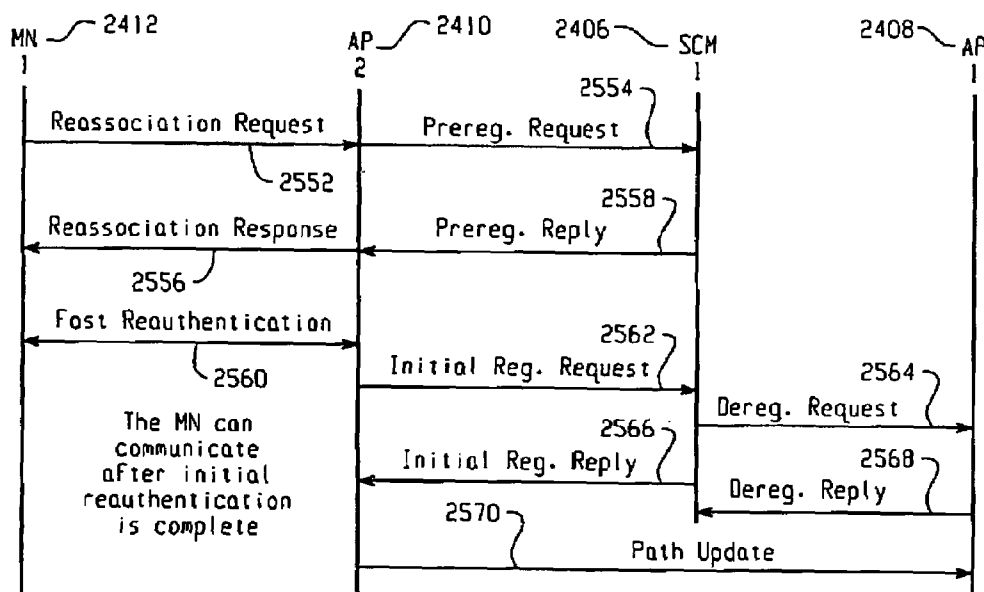 MN 2412
1
AP 2410
2
2406 SCM
1
2408 AP
1
2554
Reassociation Request
Prereg. Request
2552
2558
Reassociation Response
Prereg. Reply
2556
Fast Reauthentication
2562
2560
Initial Reg. Request
2564
Dereg. Request
The MN can
communicate
after initial
reauthentication
is complete
2566
Initial Reg. Reply
2568
Dereg. Reply
2570
Path Update